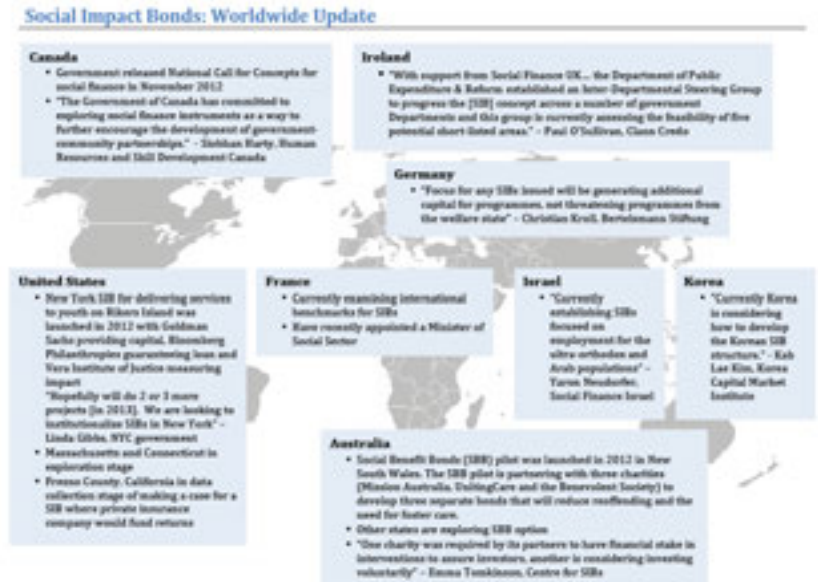 Social Impact Bonds: Worldwide Update
Canada
• Government released National Call for Concepts for
social finance in November 2012
• "The Government of Canada has committed to
exploring social finance instruments as a way to
further encourage the development of government-
community partnerships." - Siobhan Harty, Human
Resources and Skill Development Canada
Ireland
• "With support from Social Finance UK... the Department of Public
Expenditure & Reform established an Inter-Departmental Steering Group
to progress the [SIB] concept across a number of government
Departments and this group is currently assessing the feasibility of five
potential short-listed areas." - Paul O'Sullivan, Clann Credo
Germany
• "Focus for any SIBs issued will be generating additional
capital for programmes, not threatening programmes from
the welfare state" - Christian Kroll, Bertelsmann Stiftung
United States
• New York SIB for delivering services
to youth on Rikers Island was
launched in 2012 with Goldman
Sachs providing capital, Bloomberg
Philanthropies guaranteeing loan and
Vera Institute of Justice measuring
impact
"Hopefully will do 2 or 3 more
projects [in 2013]. We are looking to
institutionalize SIBs in New York" -
Linda Gibbs, NYC government
• Massachusetts and Connecticut in
exploration stage
• Fresno County, California in data
collection stage of making a case for a
SIB where private insurance
company would fund returns
France
• Currently examining international
benchmarks for SIBs
• Have recently appointed a Minister of
Social Sector
Israel
• "Currently
establishing SIBs
focused on
employment for the
ultra-orthodox and
Arab populations" -
Yaron Neudorfer,
Social Finance Israel
Korea
• "Currently Korea
is considering
how to develop
the Korean SIB
structure." - Kab
Lae Kim, Korea
Capital Market
Institute
Australia
• Social Benefit Bonds (SBB) pilot was launched in 2012 in New
South Wales. The SBB pilot is partnering with three charities
(Mission Australia, UnitingCare and the Benevolent Society) to
develop three separate bonds that will reduce reoffending and the
need for foster care.
• Other states are exploring SBB option
• "One charity was required by its partners to have financial stake in
interventions to assure investors, another is considering investing
voluntarily" - Emma Tomkinson, Centre for SIBs